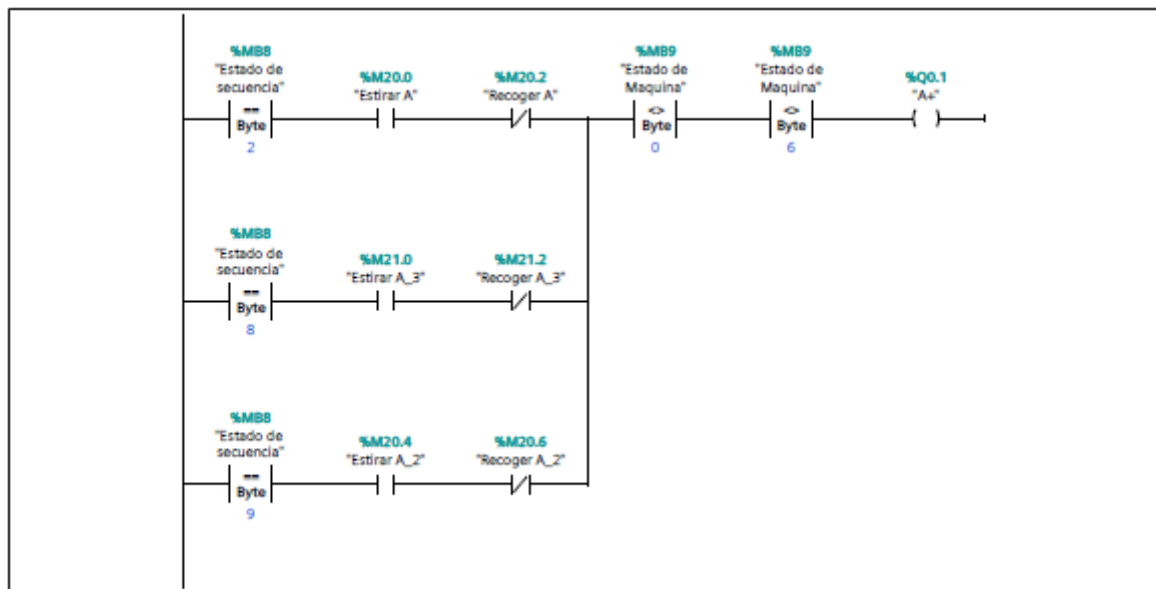 %MB8
"Estado de
secuencia"
==
Byte
2
%M20.0
"Estirar A"
%M20.2
"Recoger A"
%MB9
"Estado de
Maquina"
<>
Byte
0
%MB9
"Estado de
Maquina"
<>
Byte
6
%Q0.1
"A+"
%MB8
"Estado de
secuencia"
==
Byte
8
%M21.0
"Estirar A_3"
%M21.2
"Recoger A_3"
%MB8
"Estado de
secuencia"
==
Byte
9
%M20.4
"Estirar A_2"
%M20.6
"Recoger A_2"